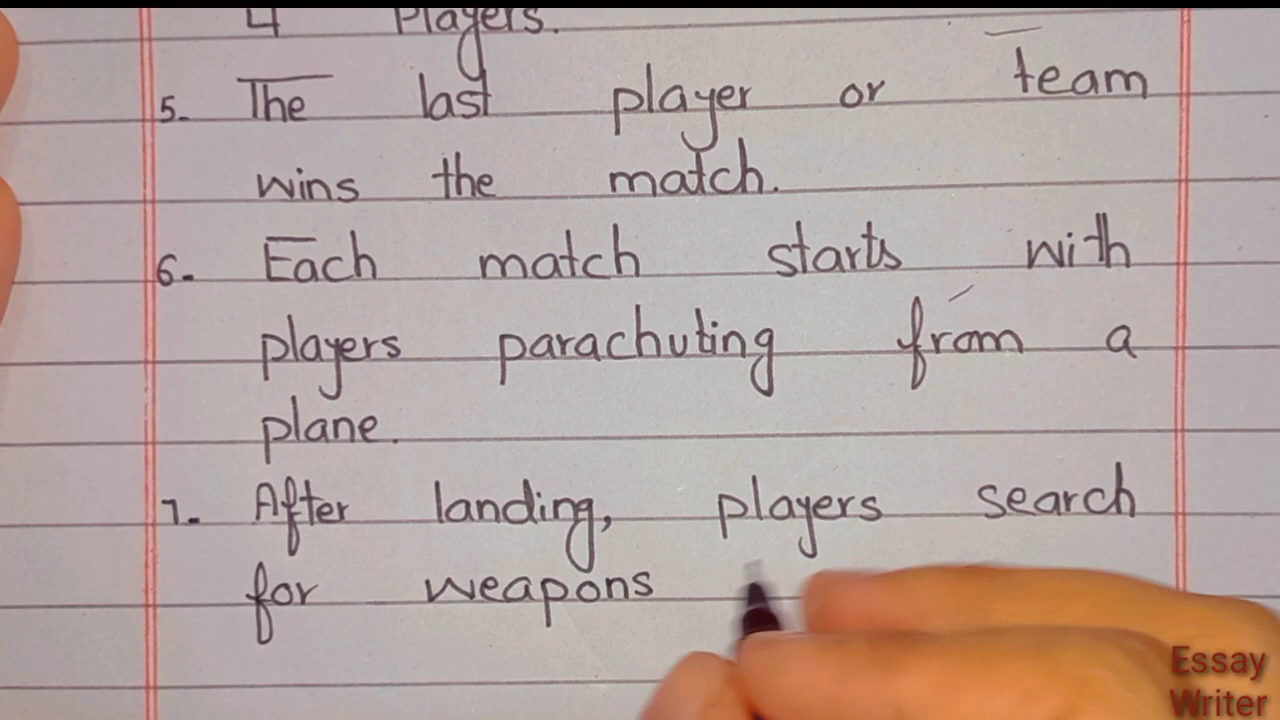 4 Players.
5. The last player or team
wins the match.
6. Each match starts with
players parachuting from a
plane.
7. After landing, players search
for weapons
Essay
Writer